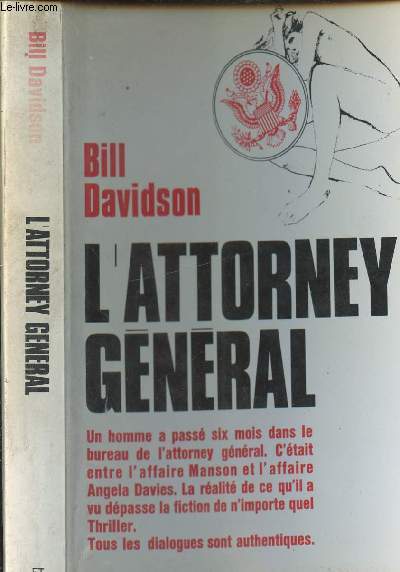 www.le-livre.com
Bill Davidson
L'ATTORNEY GENERAL
Bill
Davidson
L'ATTORNEY
GÉNÉRAL
Un homme a passé six mois dans le
bureau de l'attorney général. C'était
entre l'affaire Manson et l'affaire
Angela Davies. La réalité de ce qu'il a
vu dépasse la fiction de n'importe quel
Thriller.
Tous les dialogues sont authentiques.